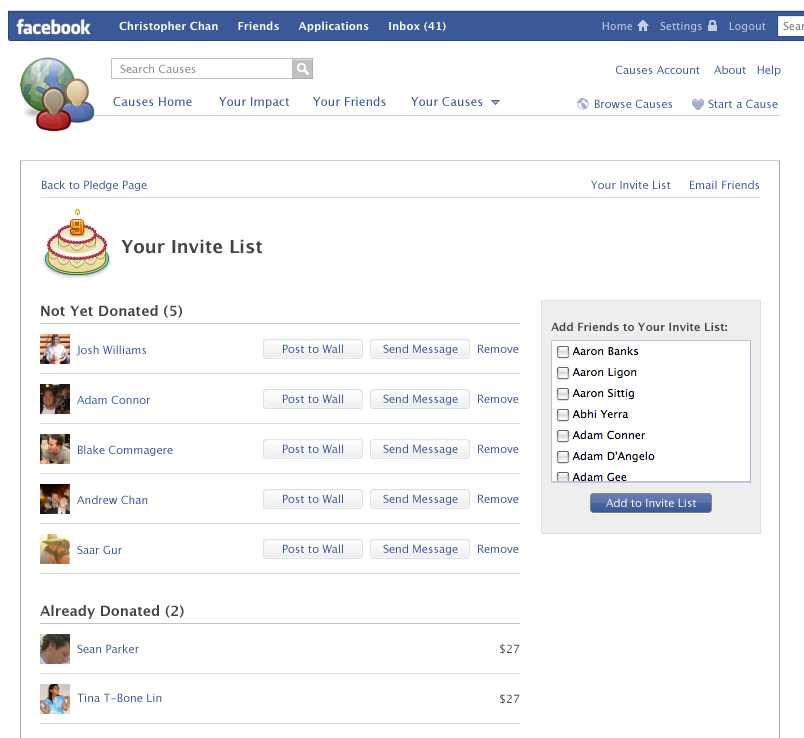 facebook Christopher Chan Friends Applications Inbox (41) Home Settings Logout Sear
Search Causes
Causes Account About Help
Causes Home Your Impact Your Friends Your Causes Browse Causes Start a Cause
Back to Pledge Page Your Invite List Email Friends
9
Your Invite List
Not Yet Donated (5)
Josh Williams Post to Wall Send Message Remove
Adam Connor Post to Wall Send Message Remove
Blake Commagere Post to Wall Send Message Remove
Andrew Chan Post to Wall Send Message Remove
Saar Gur Post to Wall Send Message Remove
Already Donated (2)
Sean Parker $27
Tina T-Bone Lin $27
Add Friends to Your Invite List:
Aaron Banks
Aaron Ligon
Aaron Sittig
Abhi Yerra
Adam Conner
Adam D'Angelo
Adam Gee
Add to Invite List